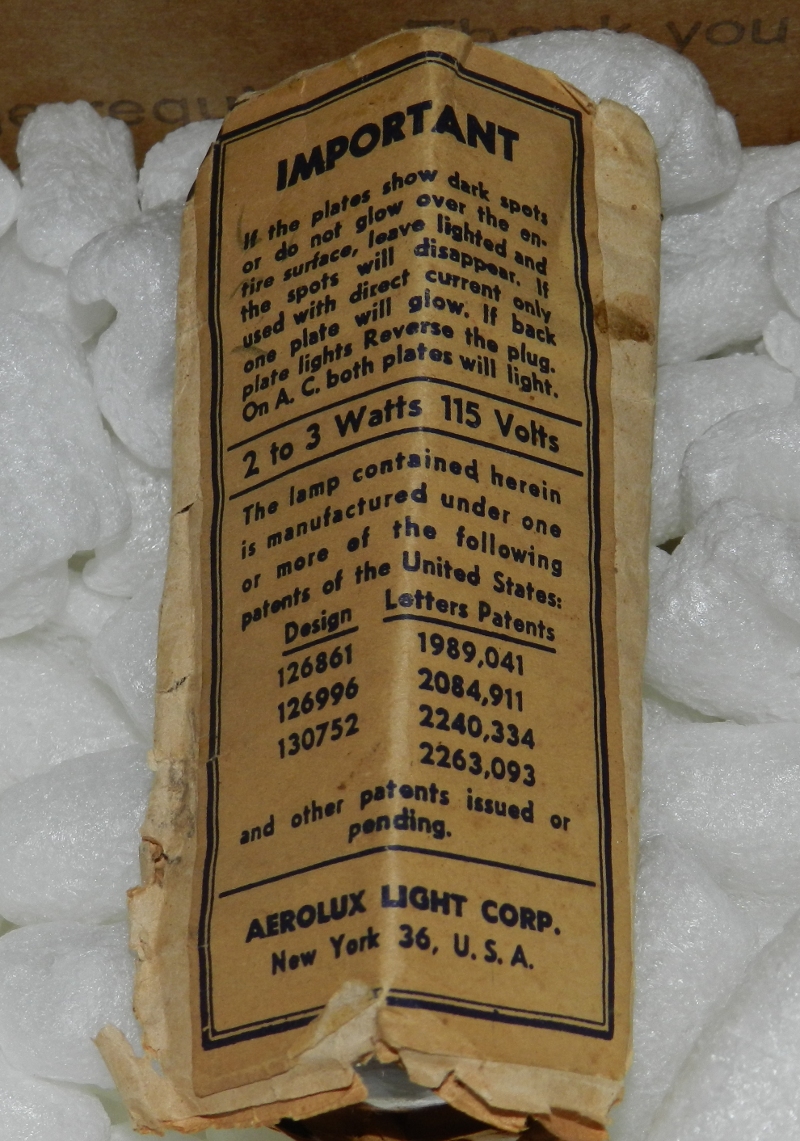 Thank you
requi
IMPORTANT
If the plates show dark spots
or do not glow over the en-
tire surface, leave lighted and
the spots will disappear. If
used with direct current only
one plate will glow. If back
plate lights Reverse the plug.
On A. C. both plates will light.
2 to 3 Watts 115 Volts
The lamp contained herein
is manufactured under one
or more of the following
patents of the United States:
Design Letters Patents
126861 1989,041
126996 2084,911
130752 2240,334
2263,093
and other patents issued or
pending.
AEROLUX LIGHT CORP.
New York 36, U. S. A.